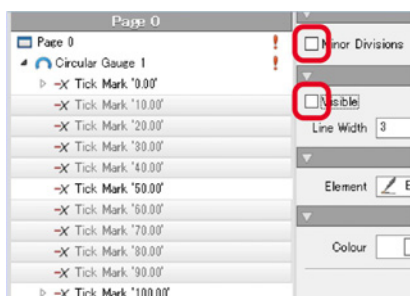 Page 0
Page 0
Circular Gauge 1
Tick Mark '0.00'
Tick Mark '10.00'
Tick Mark '20.00'
Tick Mark '30.00'
Tick Mark '40.00'
Tick Mark '50.00'
Tick Mark '60.00'
Tick Mark '70.00'
Tick Mark '80.00'
Tick Mark '90.00'
Tick Mark '100.00'
Minor Divisions
Visible
Line Width 3
Element
Colour